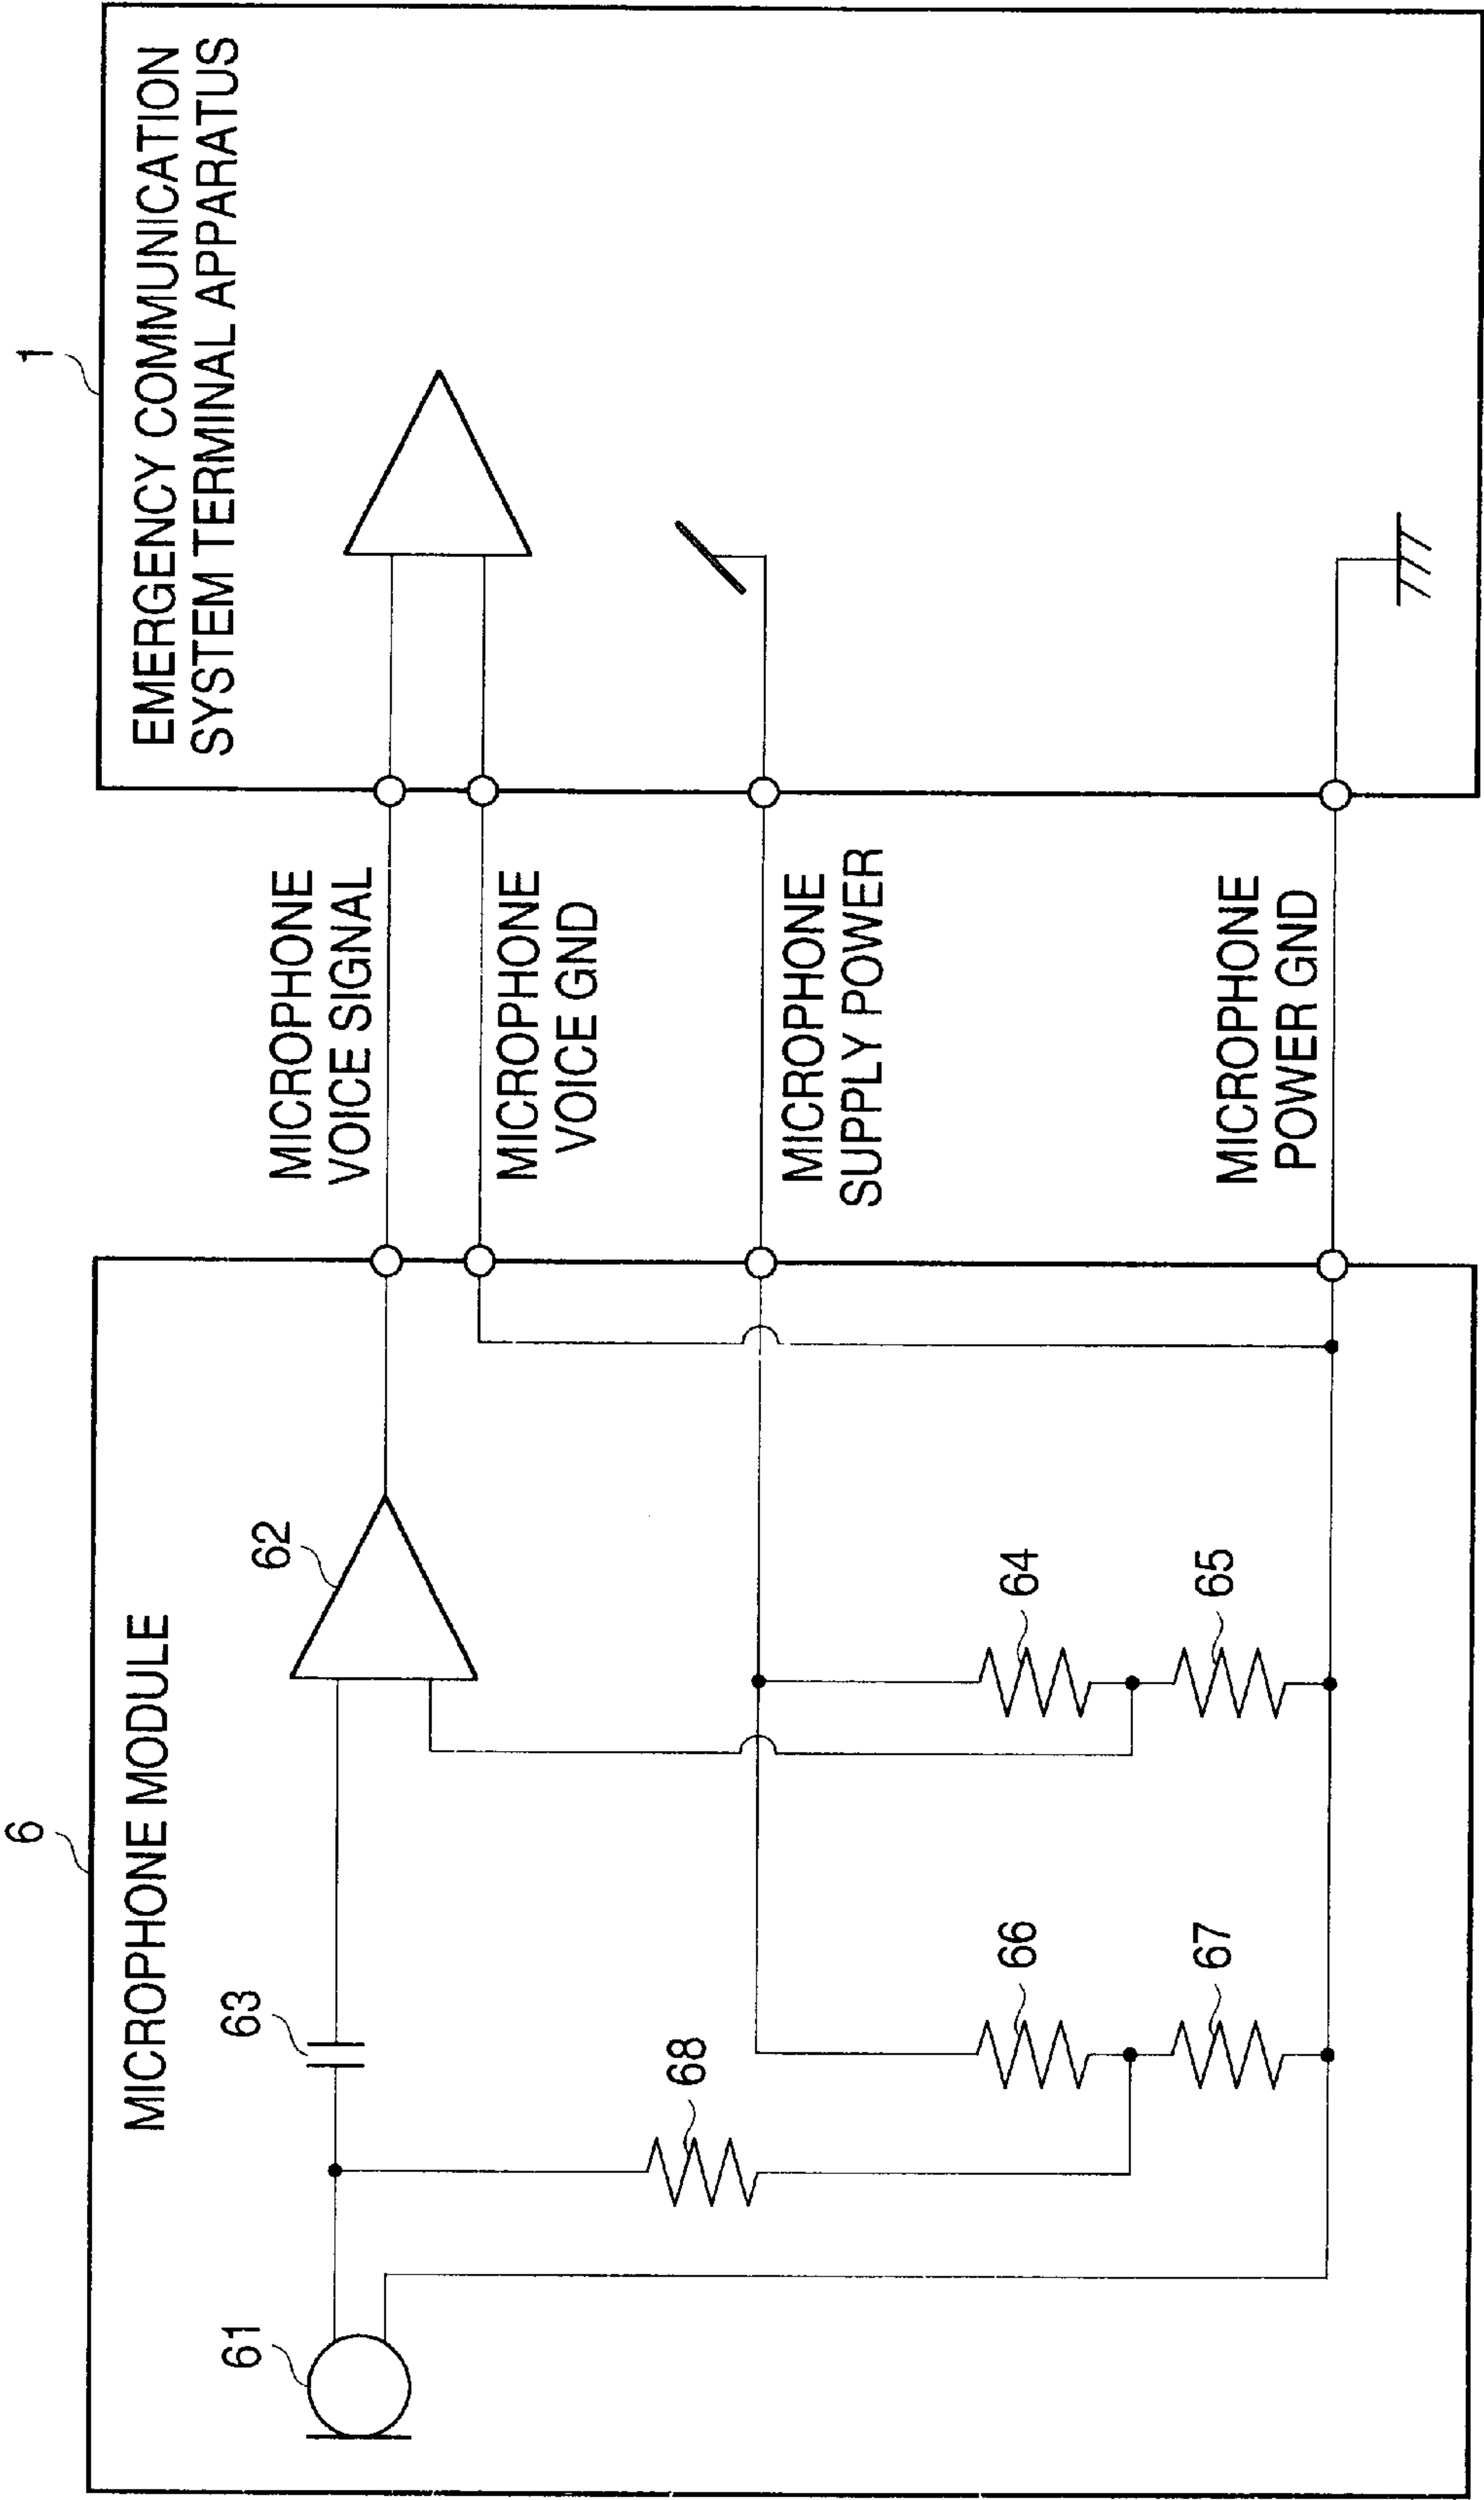 6
MICROPHONE MODULE
61
63
62
68
66
67
64
65
MICROPHONE
VOICE SIGNAL
MICROPHONE
VOICE GND
MICROPHONE
SUPPLY POWER
MICROPHONE
POWER GND
1
EMERGENCY COMMUNICATION
SYSTEM TERMINAL APPARATUS